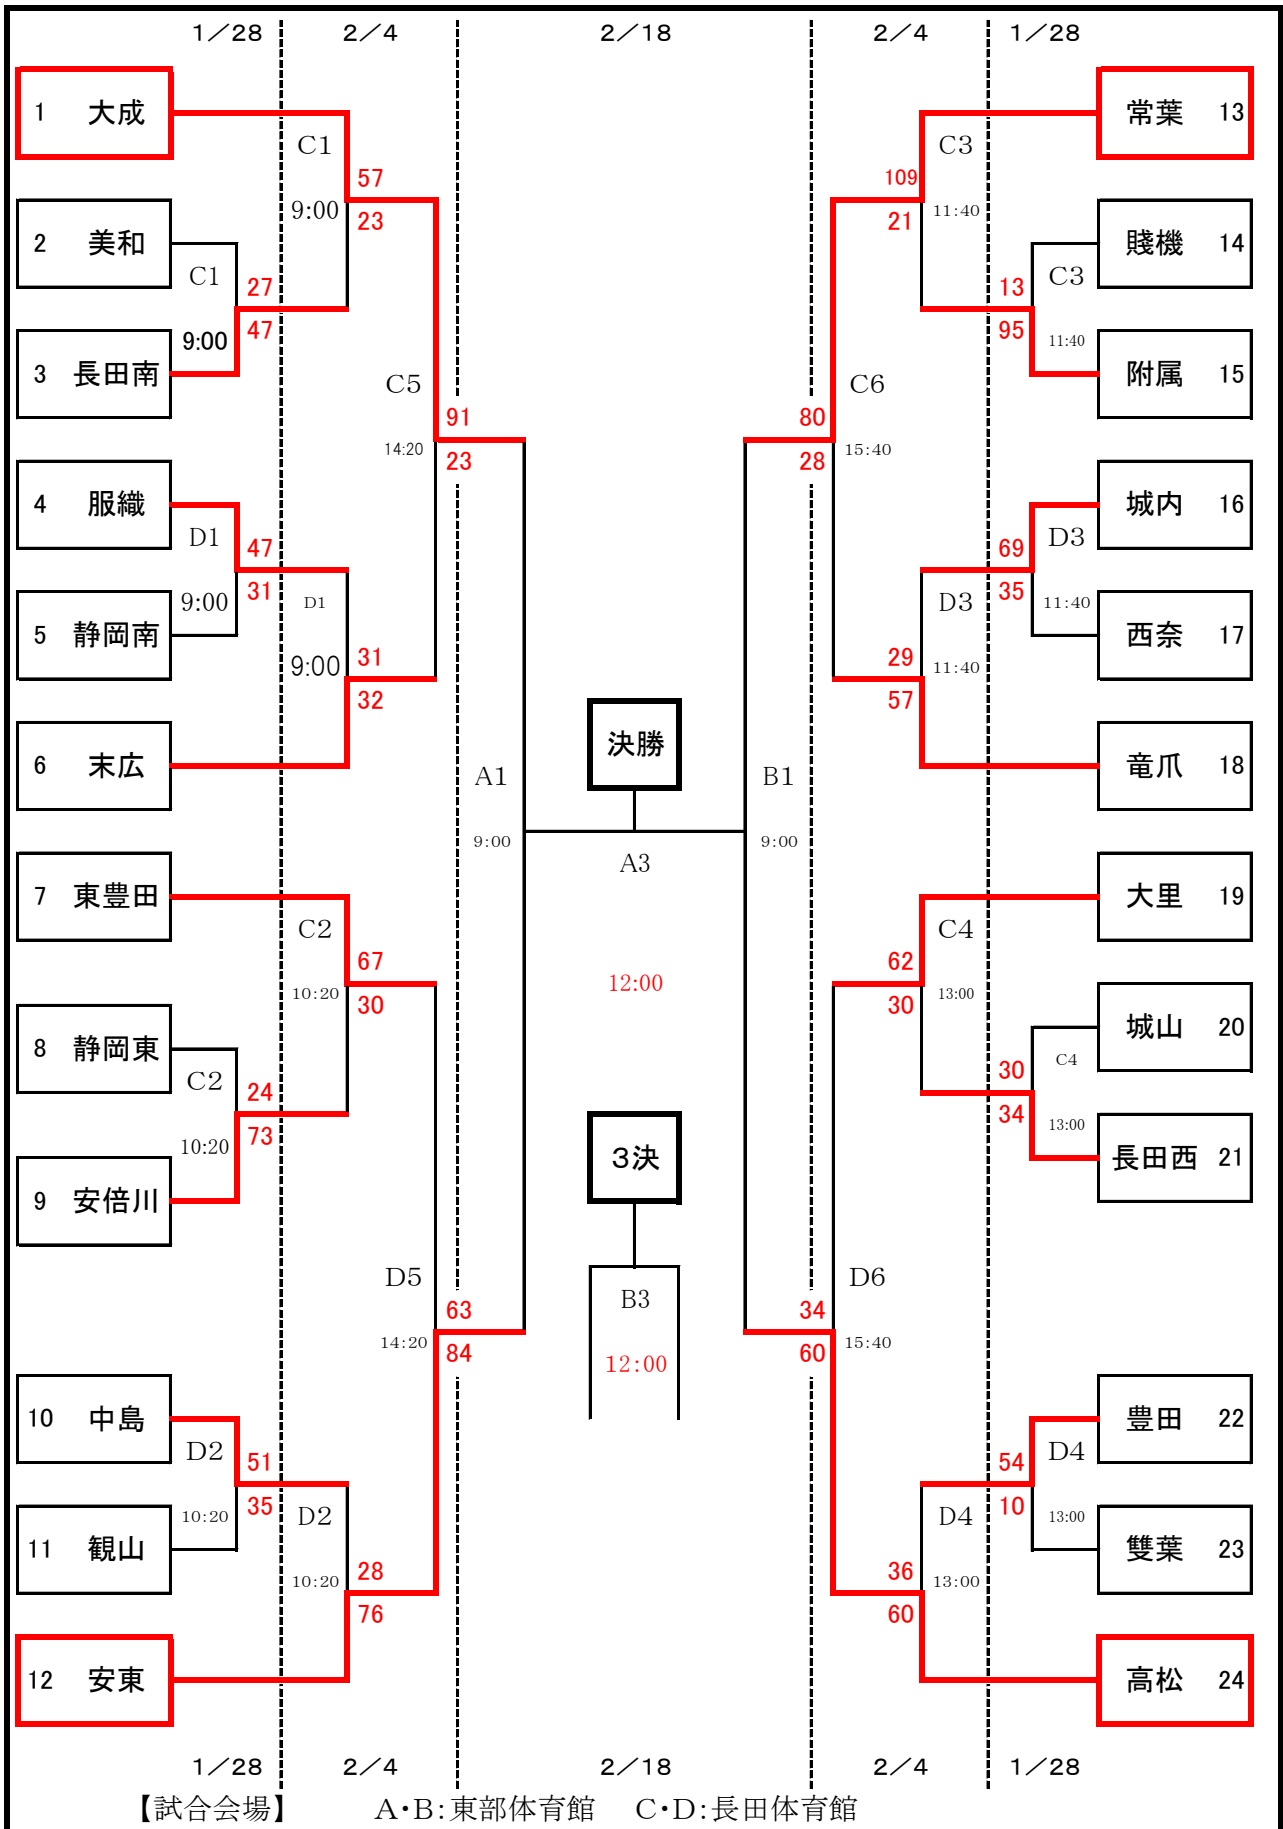 1／28 2／4 2／18 2／4 1／28
1 大成
常葉 13
C1
C3
57
109
9:00
11:40
23
21
2 美和
賤機 14
C1
C3
27
13
47
95
9:00
11:40
3 長田南
附属 15
C5
C6
91
80
14:20
15:40
23
28
4 服織
城内 16
D1
D3
47
69
31
35
9:00
D1
D3
11:40
5 静岡南
西奈 17
9:00
31
29
11:40
32
57
決勝
6 末広
竜爪 18
A1
B1
9:00
9:00
A3
7 東豊田
大里 19
C2
C4
67
62
12:00
10:20
13:00
30
30
8 静岡東
城山 20
C2
C4
24
30
73
34
10:20
13:00
3決
9 安倍川
長田西 21
D5
D6
B3
63
34
14:20
15:40
84
60
12:00
10 中島
豊田 22
D2
D4
51
54
35
10
10:20
D2
D4
13:00
11 観山
雙葉 23
28
36
10:20
13:00
76
60
12 安東
高松 24
1／28 2／4 2／18 2／4 1／28
【試合会場】 A・B：東部体育館 C・D：長田体育館